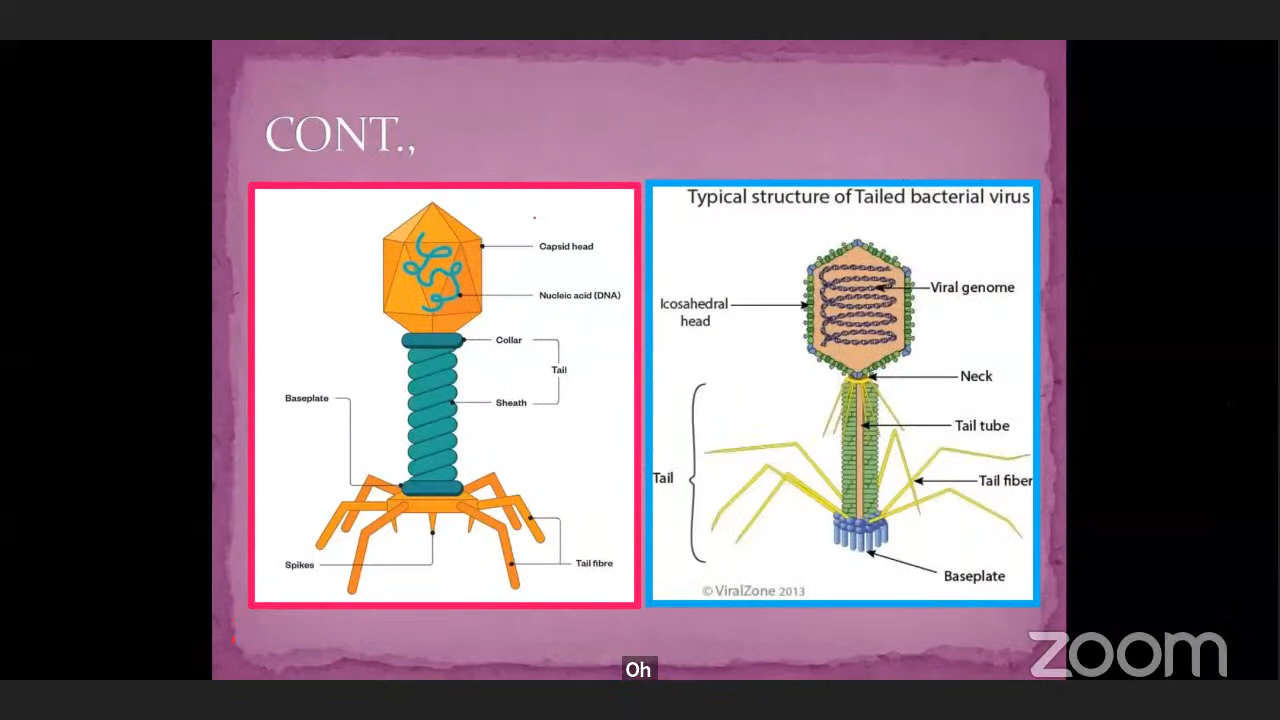 CONT.,
Capsid head
Nucleic acid (DNA)
Collar
Tail
Sheath
Baseplate
Spikes
Tail fibre
Typical structure of Tailed bacterial virus
Viral genome
Icosahedral
head
Neck
Tail tube
Tail
Tail fiber
Baseplate
© ViralZone 2013
zoom
Oh